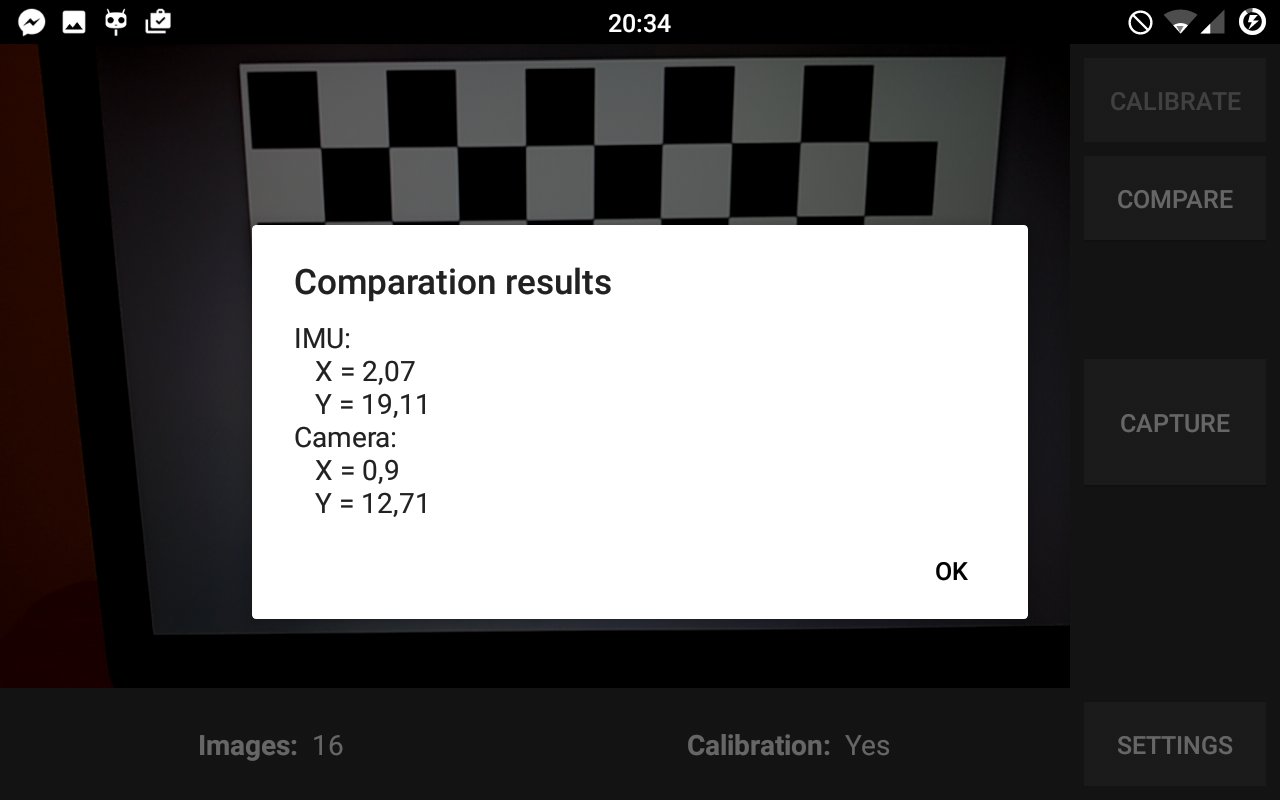 20:34
CALIBRATE
COMPARE
Comparation results
IMU:
X = 2,07
Y = 19,11
Camera:
X = 0,9
Y = 12,71
OK
CAPTURE
Images: 16
Calibration: Yes
SETTINGS